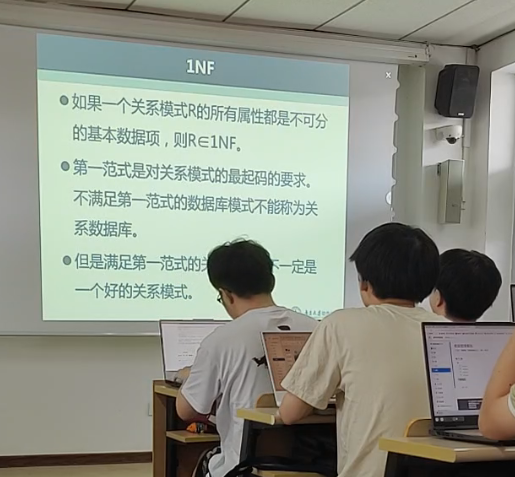 1NF
如果一个关系模式R的所有属性都是不可分
的基本数据项，则R∈1NF。
第一范式是对关系模式的最起码的要求。
不满足第一范式的数据库模式不能称为关
系数据库。
但是满足第一范式的关
不一定是
一个好的关系模式。